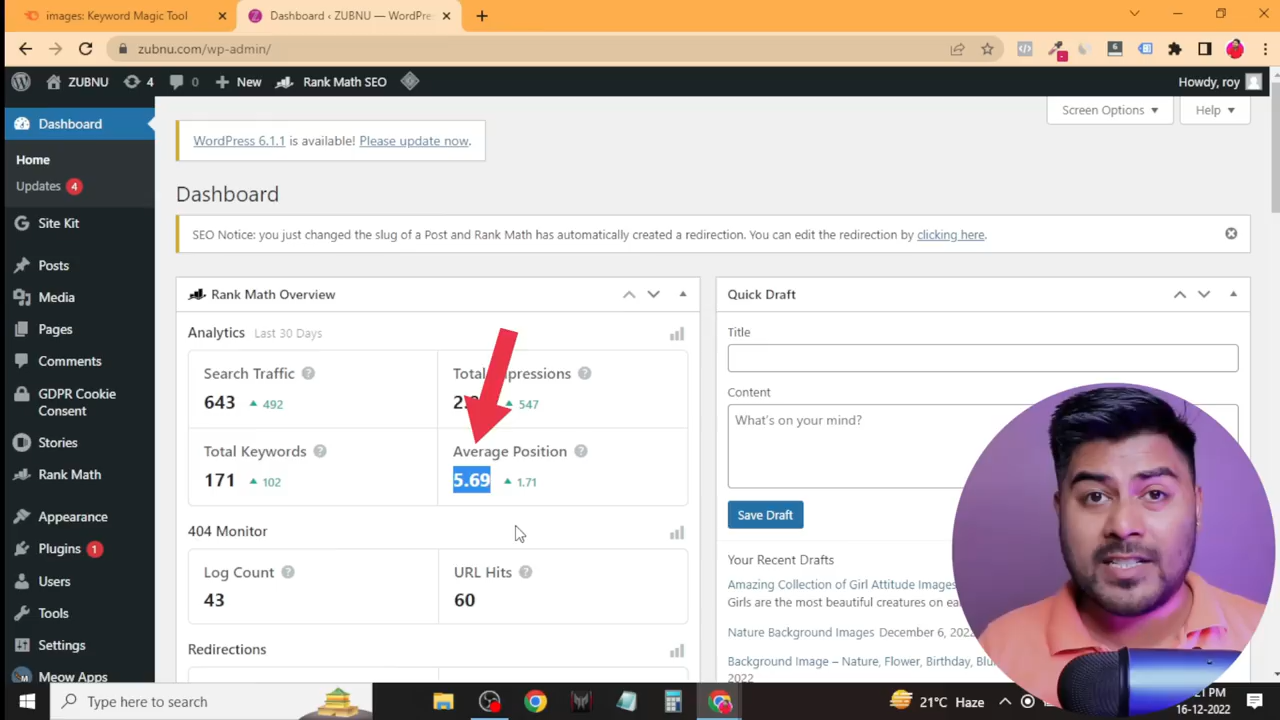 images: Keyword Magic Tool
Dashboard ‹ ZUBNU — WordPre
zubnu.com/wp-admin/
6
ZUBNU
4
0
New
Rank Math SEO
Howdy, roy
Dashboard
Home
Updates 4
Site Kit
Posts
Media
Pages
Comments
GDPR Cookie
Consent
Stories
Rank Math
Appearance
Plugins 1
Users
Tools
Settings
Meow Apps
Screen Options
Help
WordPress 6.1.1 is available! Please update now.
Dashboard
SEO Notice: you just changed the slug of a Post and Rank Math has automatically created a redirection. You can edit the redirection by clicking here.
Rank Math Overview
Analytics Last 30 Days
Search Traffic
643 492
Total
547
Total Keywords
171 102
Average Position
5.69 1.71
404 Monitor
Log Count
43
URL Hits
60
Redirections
Quick Draft
Title
Content
What's on your mind?
Save Draft
Your Recent Drafts
Amazing Collection of Girl Attitude Images
Girls are the most beautiful creatures on
Nature Background Images December 6, 202
Background Image – Nature, Flower, Birthday,
2022
Type here to search
21°C Haze
PM
16-12-2022